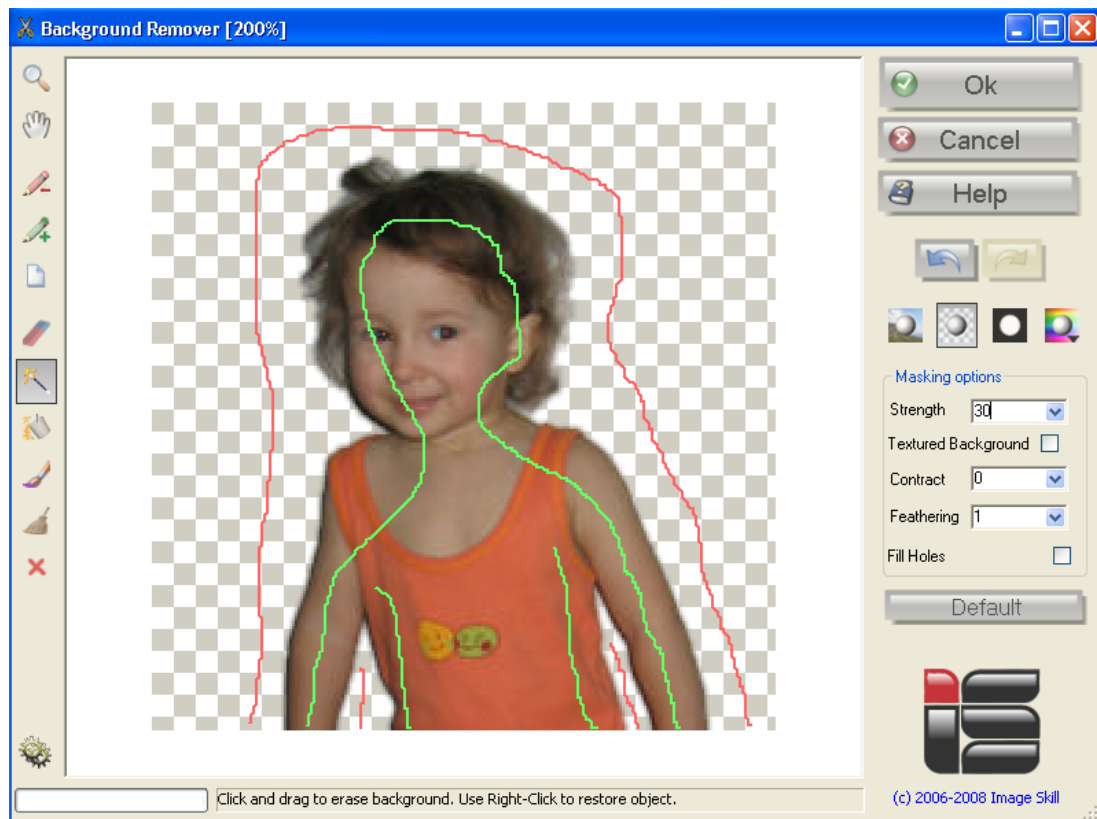 Background Remover [200%]
Ok
Cancel
Help
Masking options
Strength 30
Textured Background
Contract 0
Feathering 1
Fill Holes
Default
(c) 2006-2008 Image Skill
Click and drag to erase background. Use Right-Click to restore object.